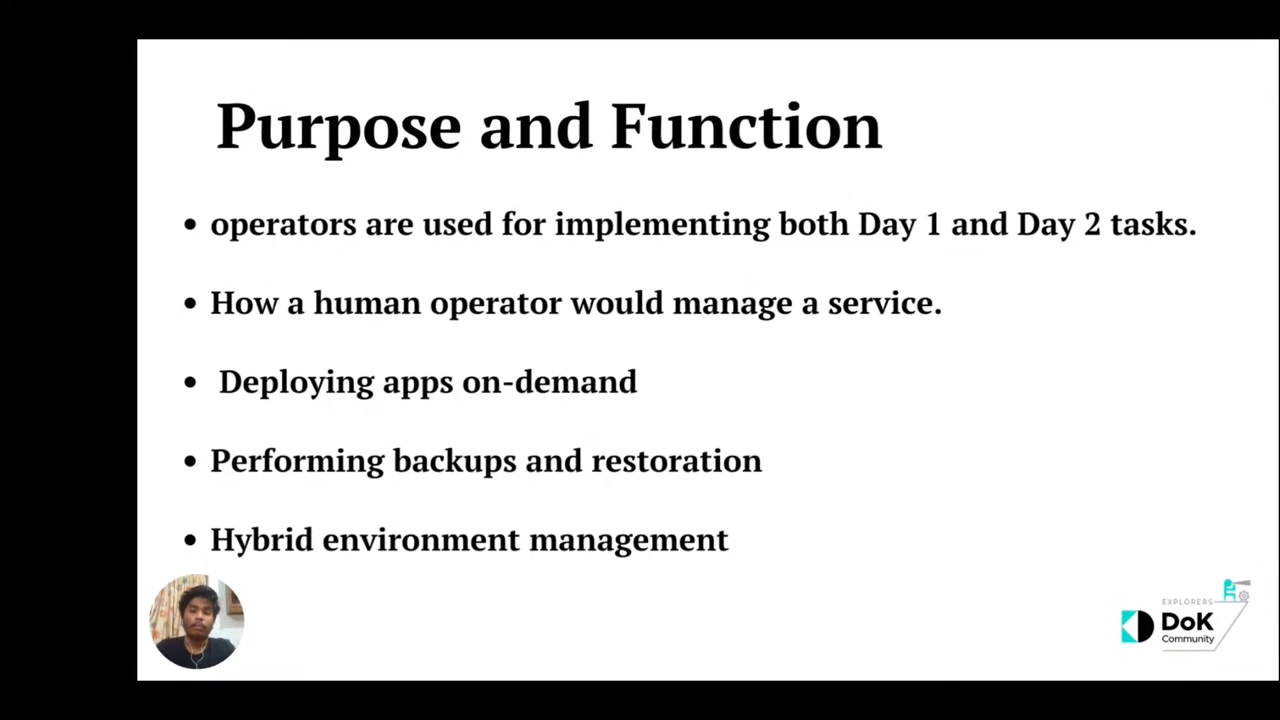 Purpose and Function
• operators are used for implementing both Day 1 and Day 2 tasks.
• How a human operator would manage a service.
• Deploying apps on-demand
• Performing backups and restoration
• Hybrid environment management
EXPLORERS
DoK
Community